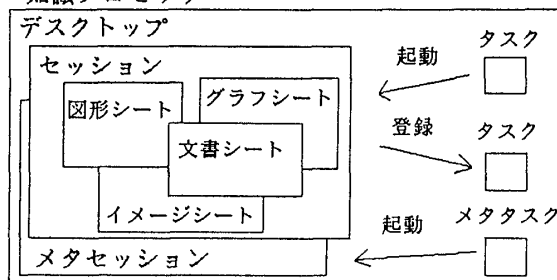 デスクトップ
セッション
図形シート
グラフシート
文書シート
イメージシート
メタセッション
起動
タスク
登録
タスク
起動
メタタスク